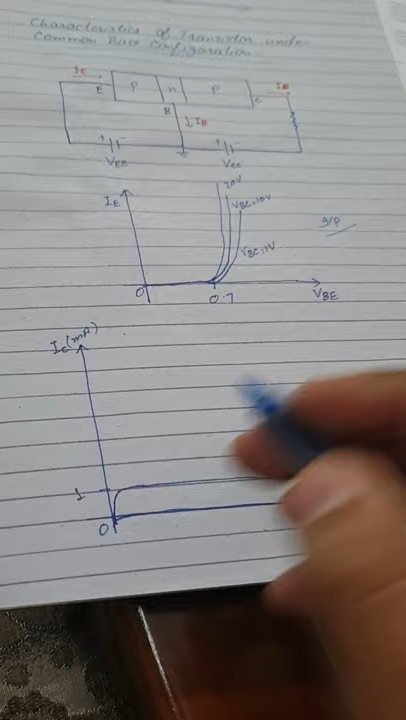 Characteristics of Transistor under
Common Base Configuration
IE
E P n P C
B ↓ IB
+ - + -
VEE VCC
IE
20V
VBC=10V
VBC=1V
0 0.7 VBE
IC(mA)
1
0